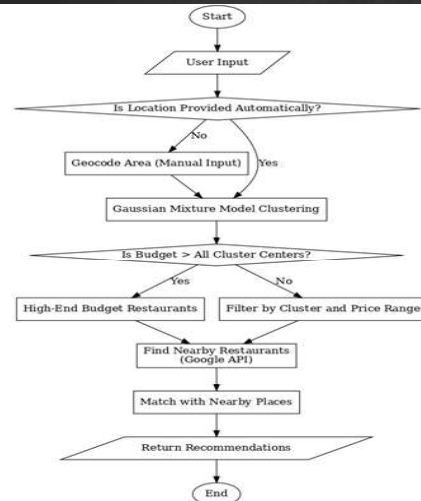 Start
User Input
Is Location Provided Automatically?
No
Yes
Geocode Area (Manual Input)
Gaussian Mixture Model Clustering
Is Budget > All Cluster Centers?
Yes
No
High-End Budget Restaurants
Filter by Cluster and Price Range
Find Nearby Restaurants
(Google API)
Match with Nearby Places
Return Recommendations
End